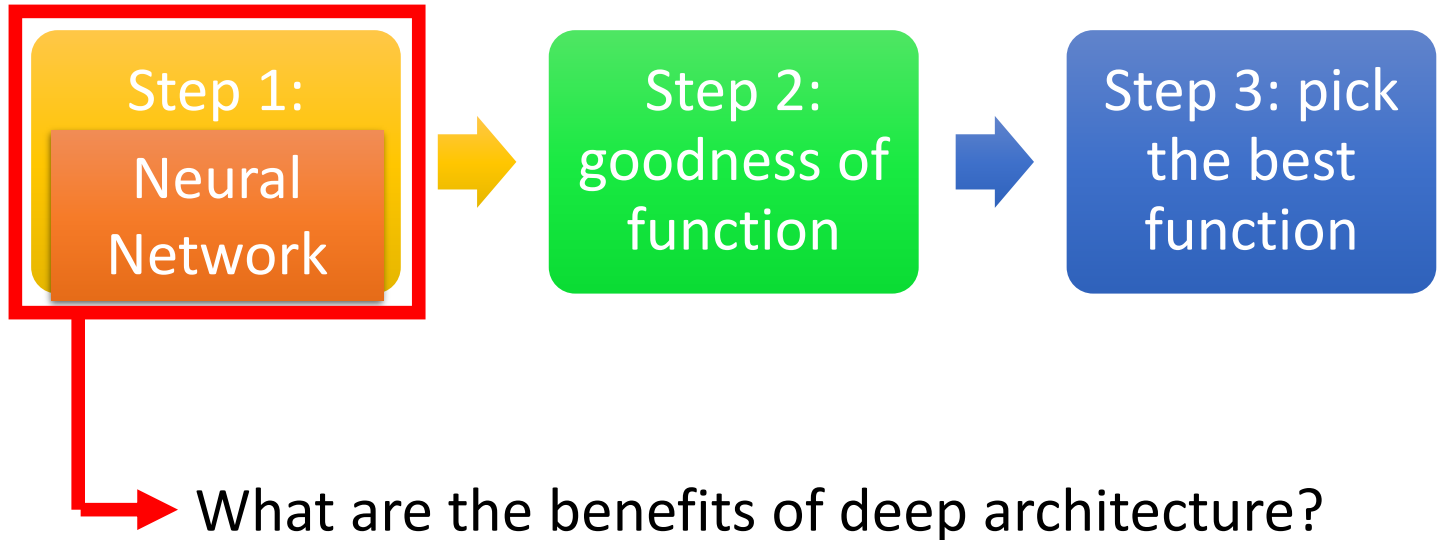 Step 1:
Neural
Network
Step 2:
goodness of
function
Step 3: pick
the best
function
What are the benefits of deep architecture?